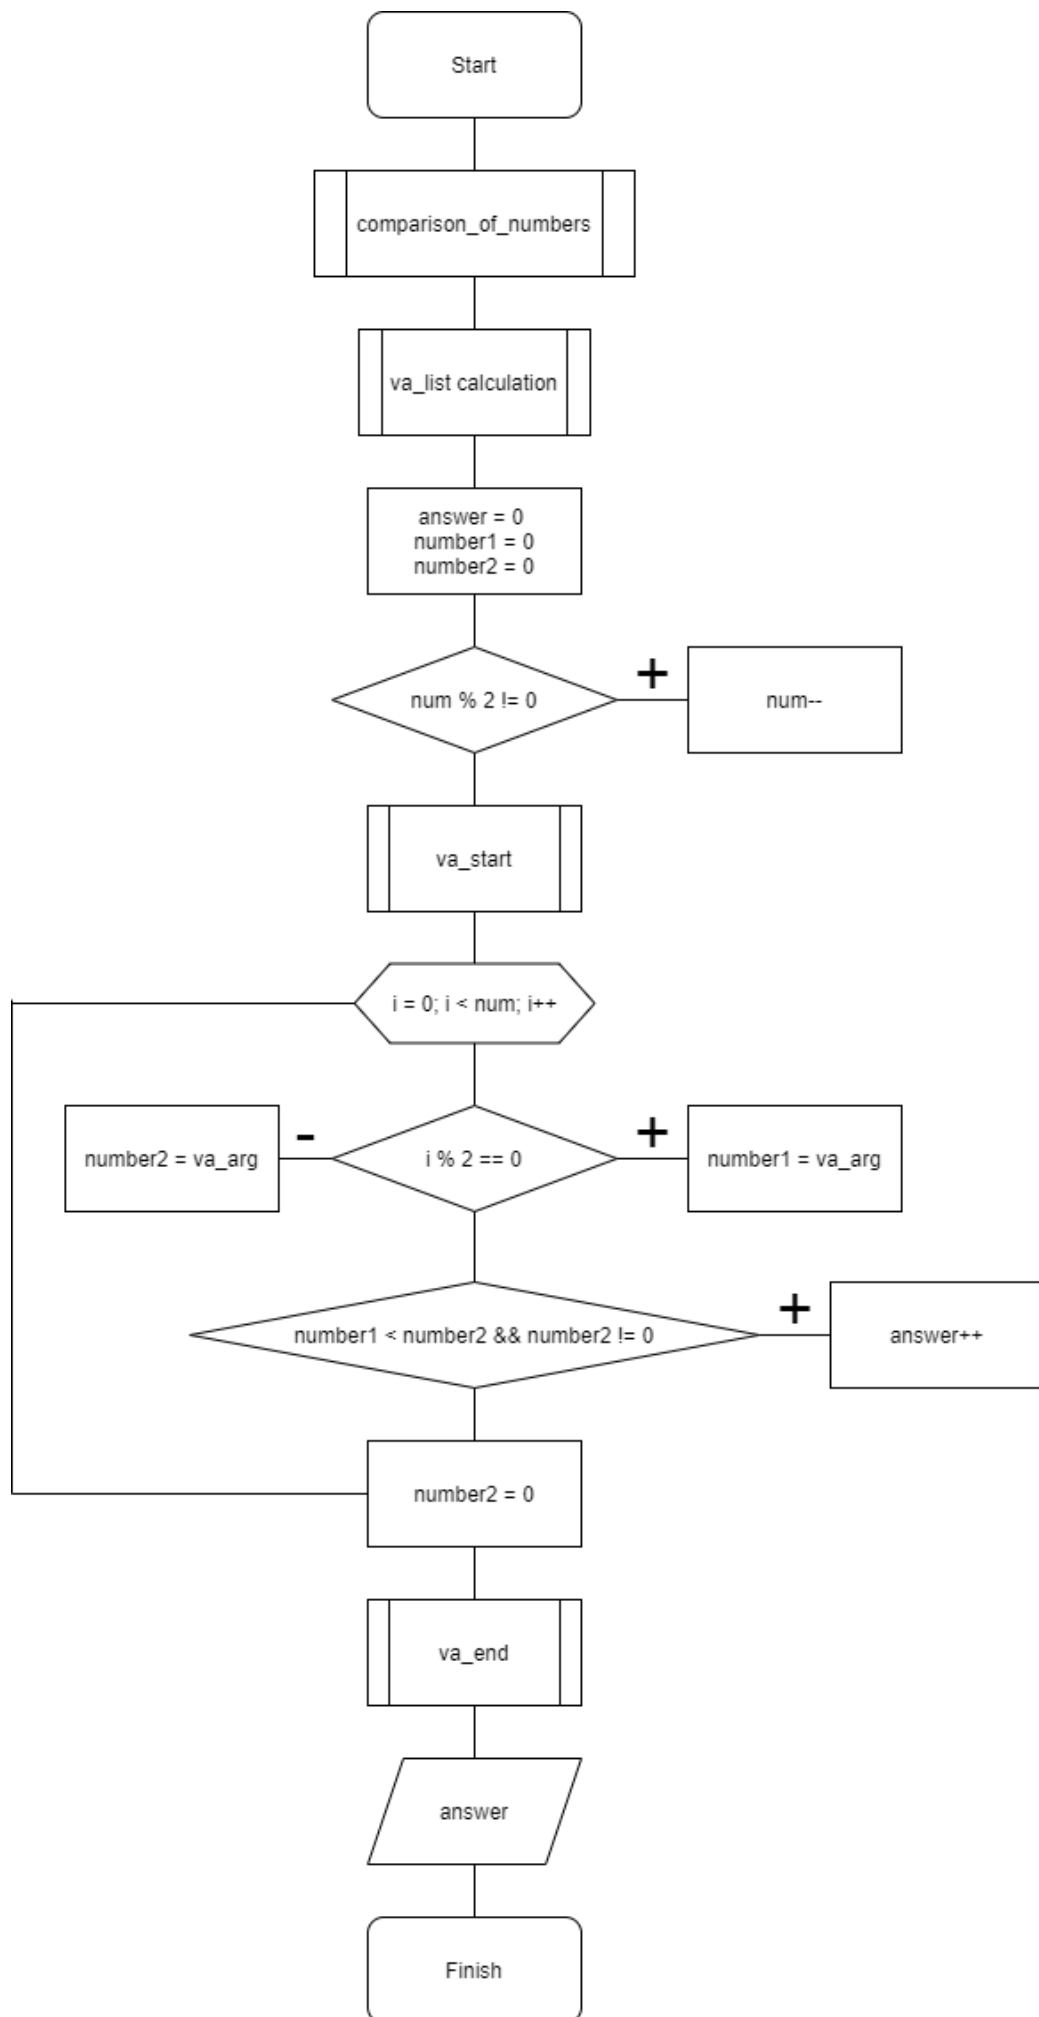 Start
comparison_of_numbers
va_list calculation
answer = 0
number1 = 0
number2 = 0
num % 2 != 0
+
num--
va_start
i = 0; i < num; i++
number2 = va_arg
-
i % 2 == 0
+
number1 = va_arg
number1 < number2 && number2 != 0
+
answer++
number2 = 0
va_end
answer
Finish